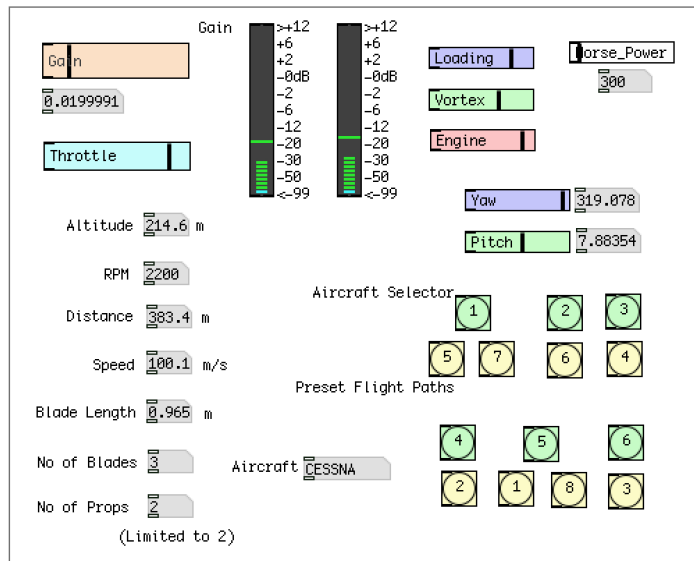 Gain
>+12
+6
+2
-0dB
-2
-6
-12
-20
-30
-50
<-99
>+12
+6
+2
-0dB
-2
-6
-12
-20
-30
-50
<-99
Gain
0.0199991
Throttle
Loading
Vortex
Engine
Horse_Power
300
Yaw 319.078
Pitch 7.88354
Altitude 214.6 m
RPM 2200
Distance 383.4 m
Speed 100.1 m/s
Blade Length 0.965 m
No of Blades 3
No of Props 2
(Limited to 2)
Aircraft Selector
1 2 3
5 7 6 4
Preset Flight Paths
4 5 6
2 1 8 3
Aircraft CESSNA